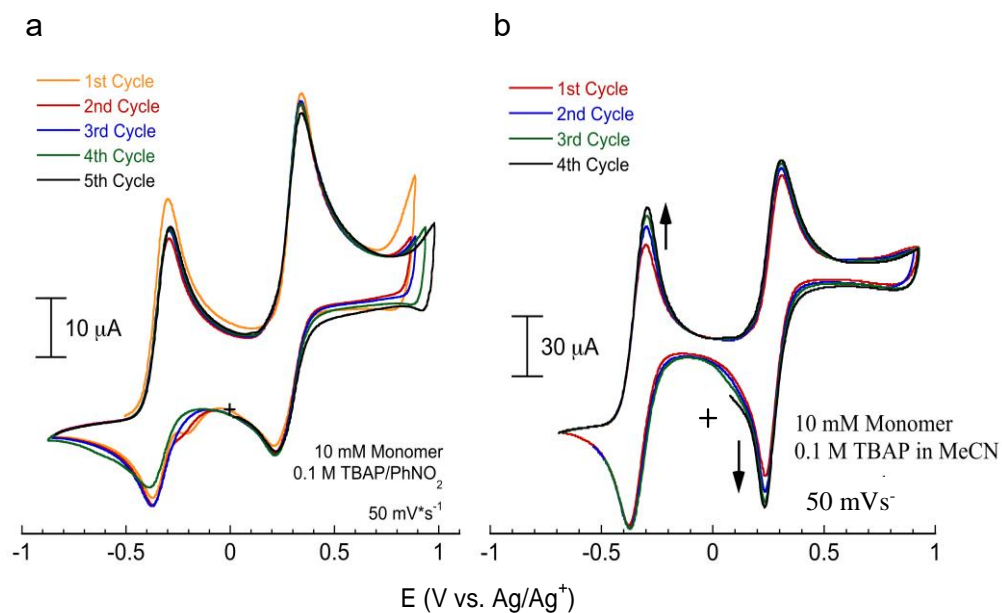 a
1st Cycle
2nd Cycle
3rd Cycle
4th Cycle
5th Cycle
10 μA
+
10 mM Monomer
0.1 M TBAP/PhNO₂
50 mV*s⁻¹
-1 -0.5 0 0.5 1
b
1st Cycle
2nd Cycle
3rd Cycle
4th Cycle
30 μA
+
10 mM Monomer
0.1 M TBAP in MeCN
50 mVs⁻
-1 -0.5 0 0.5 1
E (V vs. Ag/Ag⁺)